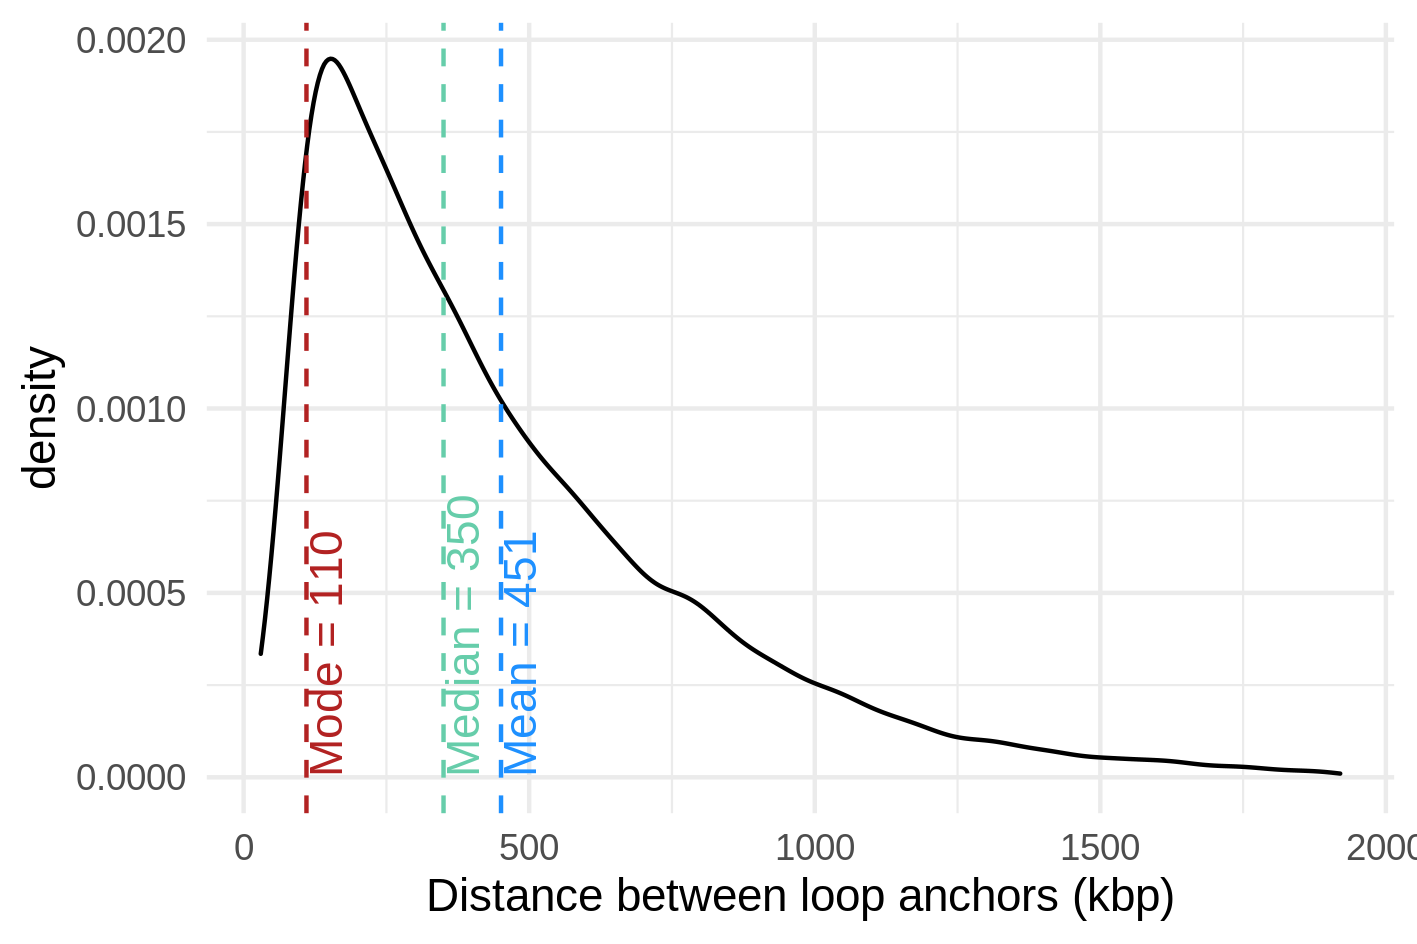 0.0020
0.0015
0.0010
0.0005
0.0000
density
Mode = 110
Median = 350
Mean = 451
0 500 1000 1500 2000
Distance between loop anchors (kbp)